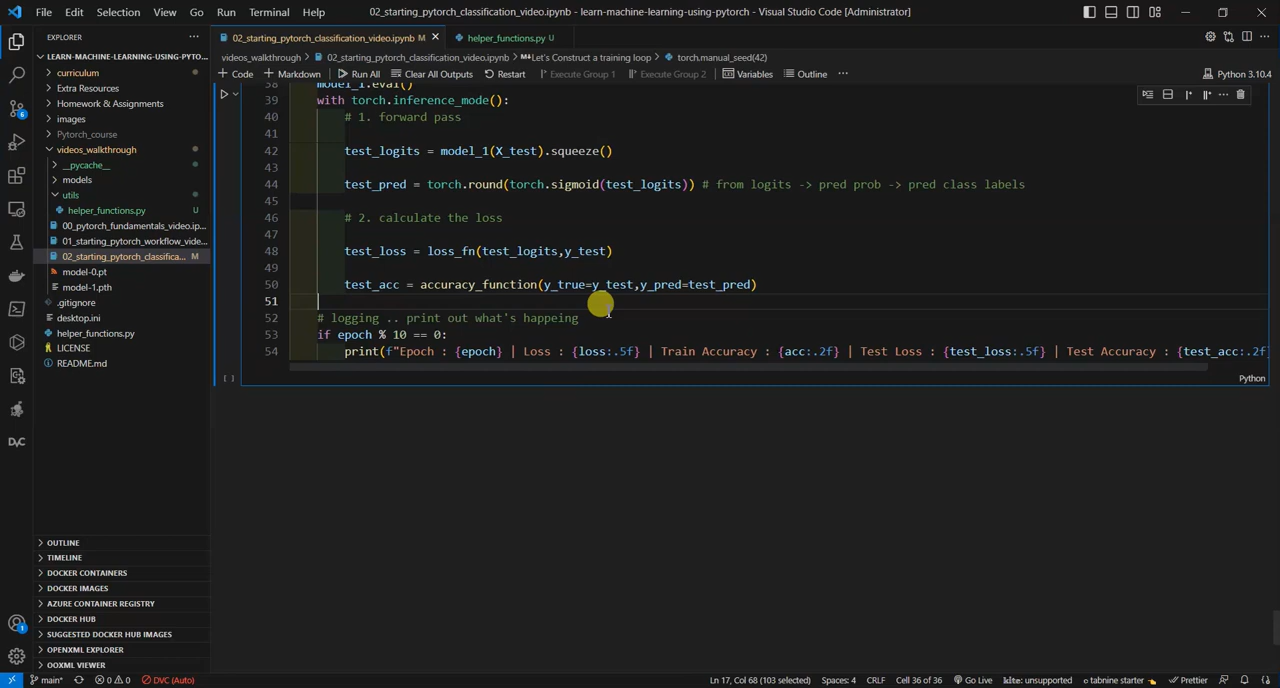 File Edit Selection View Go Run Terminal Help
02_starting_pytorch_classification_video.ipynb - learn-machine-learning-using-pytorch - Visual Studio Code [Administrator]
EXPLORER
LEARN-MACHINE-LEARNING-USING-PYTO...
curriculum
Extra Resources
Homework & Assignments
images
Pytorch_course
videos_walkthrough
__pycache__
models
utils
helper_functions.py U
00_pytorch_fundamentals_video.ip...
01_starting_pytorch_workflow_vide...
02_starting_pytorch_classifica...
model-0.pt
model-1.pth
.gitignore
desktop.ini
helper_functions.py
LICENSE
README.md
OUTLINE
TIMELINE
DOCKER CONTAINERS
DOCKER IMAGES
AZURE CONTAINER REGISTRY
DOCKER HUB
SUGGESTED DOCKER HUB IMAGES
OPENXML EXPLORER
OOXML VIEWER
02_starting_pytorch_classification_video.ipynb M
helper_functions.py U
videos_walkthrough > 02_starting_pytorch_classification_video.ipynb > M↓Let's Construct a training loop > torch.manual_seed(42)
+ Code + Markdown Run All Clear All Outputs Restart Execute Group 1 Execute Group 2 Variables Outline ...
Python 3.10.4
38 model_1.eval()
39 with torch.inference_mode():
40 # 1. forward pass
41
42 test_logits = model_1(X_test).squeeze()
43
44 test_pred = torch.round(torch.sigmoid(test_logits)) # from logits -> pred prob -> pred class labels
45
46 # 2. calculate the loss
47
48 test_loss = loss_fn(test_logits,y_test)
49
50 test_acc = accuracy_function(y_true=y_test,y_pred=test_pred)
51
52 # logging .. print out what's happeing
53 if epoch % 10 == 0:
54 print(f"Epoch : {epoch} | Loss : {loss:.5f} | Train Accuracy : {acc:.2f} | Test Loss : {test_loss:.5f} | Test Accuracy : {test_acc:.2f}
[ ]
Python
6
DVC
1
main* 0 0 DVC (Auto)
Ln 17, Col 68 (103 selected) Spaces: 4 CRLF Cell 36 of 36 Go Live kite: unsupported tabnine starter Prettier